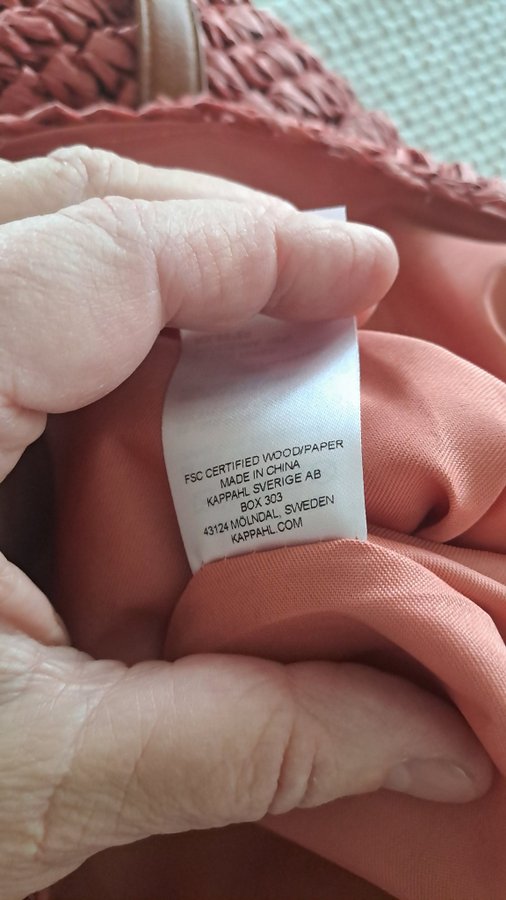 FSC CERTIFIED WOOD/PAPER
MADE IN CHINA
KAPPAHL SVERIGE AB
BOX 303
43124 MÖLNDAL, SWEDEN
KAPPAHL.COM